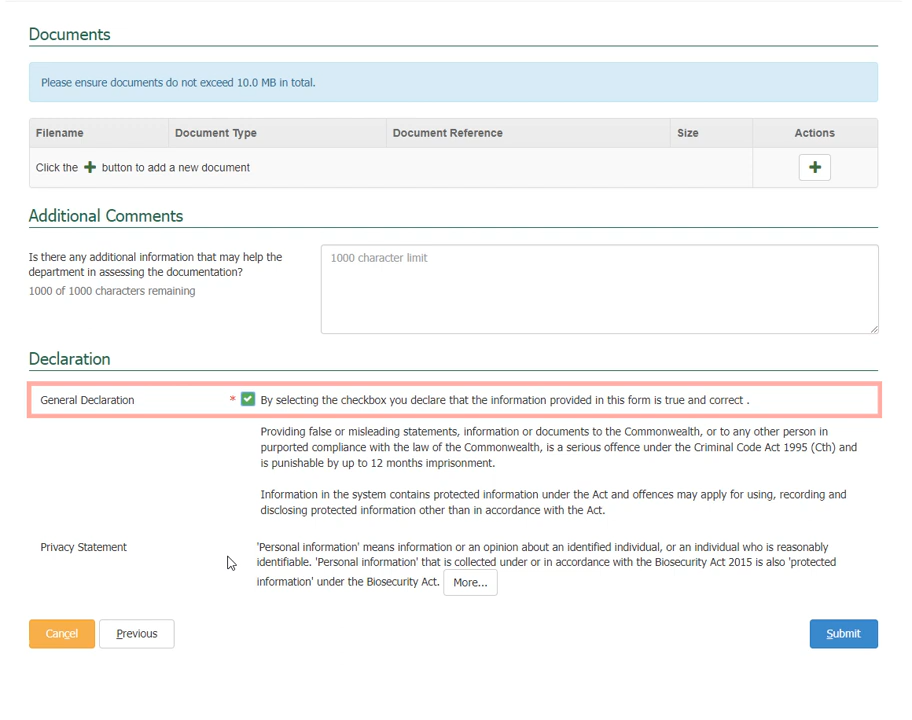 Documents
Please ensure documents do not exceed 10.0 MB in total.
Filename Document Type Document Reference Size Actions
Click the + button to add a new document
Additional Comments
Is there any additional information that may help the
department in assessing the documentation?
1000 of 1000 characters remaining
1000 character limit
Declaration
General Declaration * By selecting the checkbox you declare that the information provided in this form is true and correct .
Providing false or misleading statements, information or documents to the Commonwealth, or to any other person in
purported compliance with the law of the Commonwealth, is a serious offence under the Criminal Code Act 1995 (Cth) and
is punishable by up to 12 months imprisonment.
Information in the system contains protected information under the Act and offences may apply for using, recording and
disclosing protected information other than in accordance with the Act.
Privacy Statement 'Personal information' means information or an opinion about an identified individual, or an individual who is reasonably
identifiable. 'Personal information' that is collected under or in accordance with the Biosecurity Act 2015 is also 'protected
information' under the Biosecurity Act. More...
Cancel Previous Submit